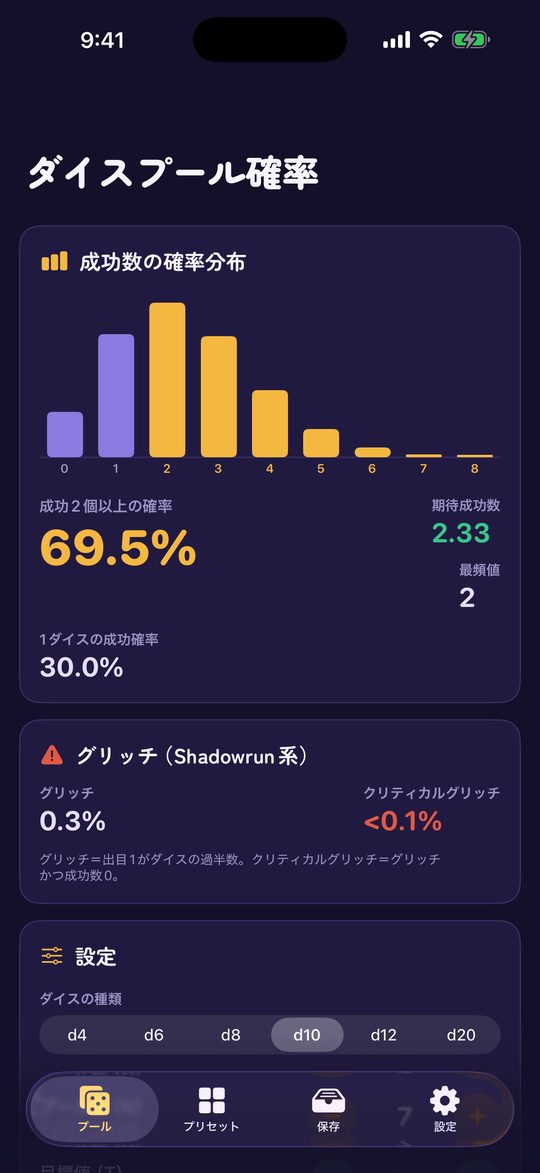 9:41
ダイスプール確率
成功数の確率分布
0 1 2 3 4 5 6 7 8
成功2個以上の確率
69.5%
期待成功数
2.33
最頻値
2
1ダイスの成功確率
30.0%
グリッチ（Shadowrun系）
グリッチ
0.3%
クリティカルグリッチ
<0.1%
グリッチ＝出目1がダイスの過半数。クリティカルグリッチ＝グリッチ
かつ成功数0。
設定
ダイスの種類
d4 d6 d8 d10 d12 d20
7 +
プール プリセット 保存 設定
目標値 (T)